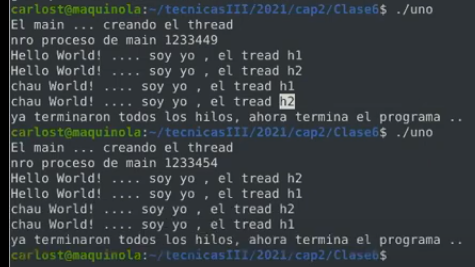 carlost@maquinola:~/tecnicasIII/2021/cap2/Clase6$ ./uno
El main ... creando el thread
nro proceso de main 1233449
Hello World! .... soy yo , el tread h1
Hello World! .... soy yo , el tread h2
chau World! .... soy yo , el tread h1
chau World! .... soy yo , el tread h2
ya terminaron todos los hilos, ahora termina el programa ..
carlost@maquinola:~/tecnicasIII/2021/cap2/Clase6$ ./uno
El main ... creando el thread
nro proceso de main 1233454
Hello World! .... soy yo , el tread h2
Hello World! .... soy yo , el tread h1
chau World! .... soy yo , el tread h2
chau World! .... soy yo , el tread h1
ya terminaron todos los hilos, ahora termina el programa ..
carlost@maquinola:~/tecnicasIII/2021/cap2/Clase6$